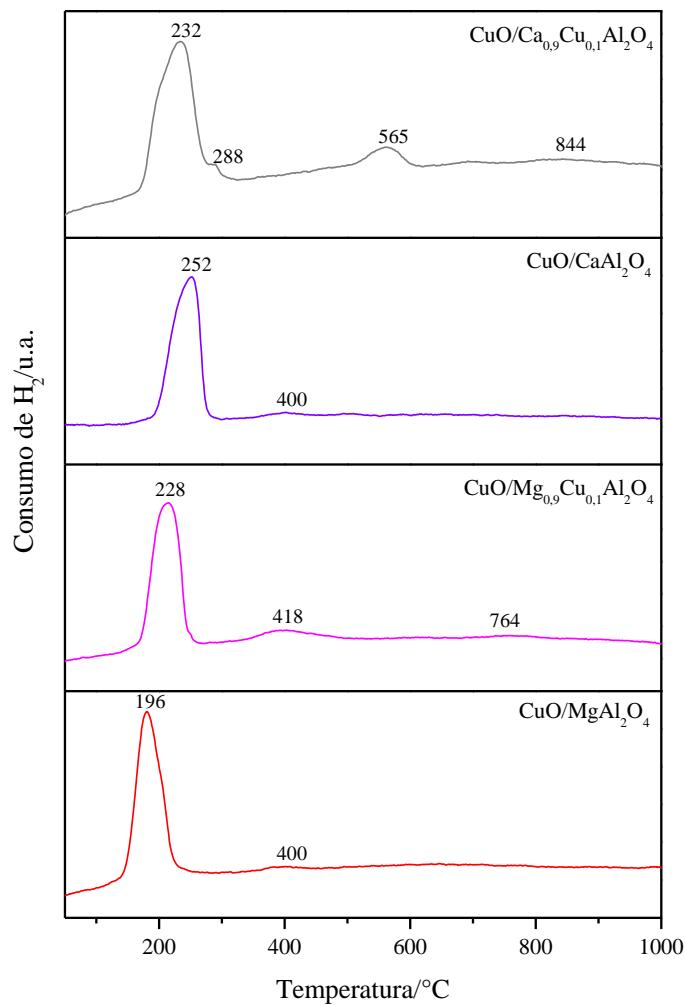 232
CuO/Ca0,9Cu0,1Al2O4
288
565
844
252
CuO/CaAl2O4
400
228
CuO/Mg0,9Cu0,1Al2O4
418
764
196
CuO/MgAl2O4
400
Consumo de H2/u.a.
200 400 600 800 1000
Temperatura/°C